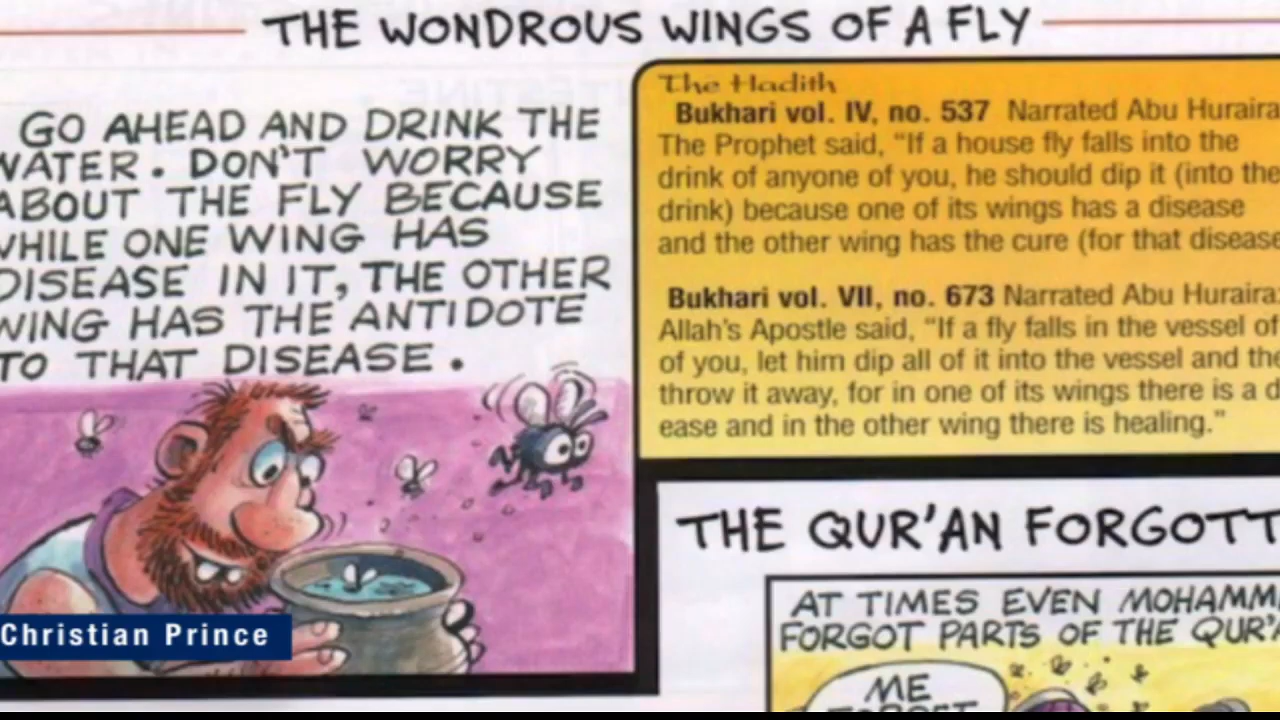 THE WONDROUS WINGS OF A FLY
GO AHEAD AND DRINK THE
WATER. DON'T WORRY
ABOUT THE FLY BECAUSE
WHILE ONE WING HAS
DISEASE IN IT, THE OTHER
WING HAS THE ANTIDOTE
TO THAT DISEASE.
Christian Prince
The Hadith
Bukhari vol. IV, no. 537 Narrated Abu Huraira
The Prophet said, "If a house fly falls into the
drink of anyone of you, he should dip it (into the
drink) because one of its wings has a disease
and the other wing has the cure (for that disease
Bukhari vol. VII, no. 673 Narrated Abu Huraira:
Allah's Apostle said, "If a fly falls in the vessel of
of you, let him dip all of it into the vessel and the
throw it away, for in one of its wings there is a d
ease and in the other wing there is healing."
THE QUR'AN FORGOTT
AT TIMES EVEN MOHAMM
FORGOT PARTS OF THE QUR'A
ME
FORGET